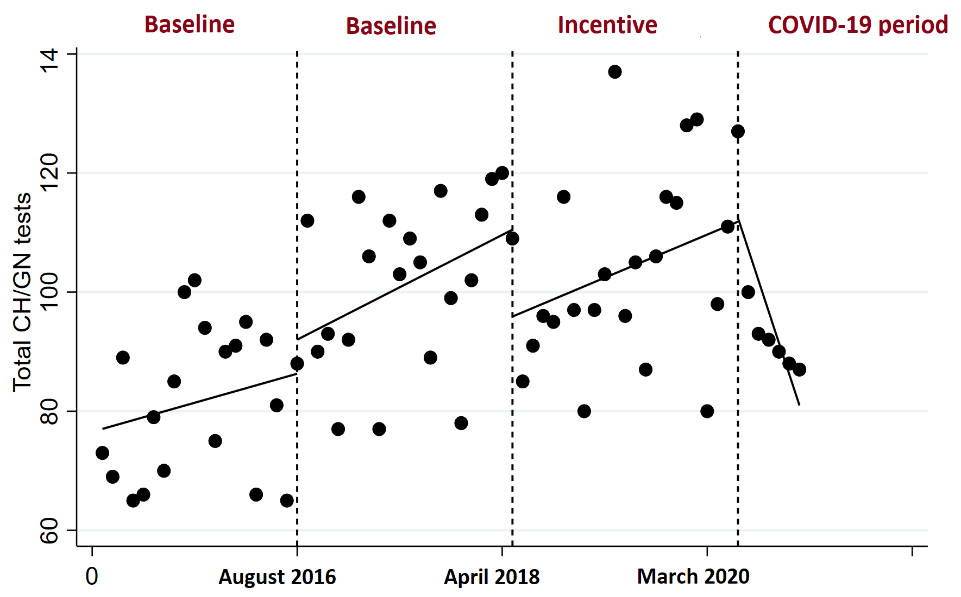 Baseline Baseline Incentive COVID-19 period
Total CH/GN tests
14
120
100
80
60
0 August 2016 April 2018 March 2020